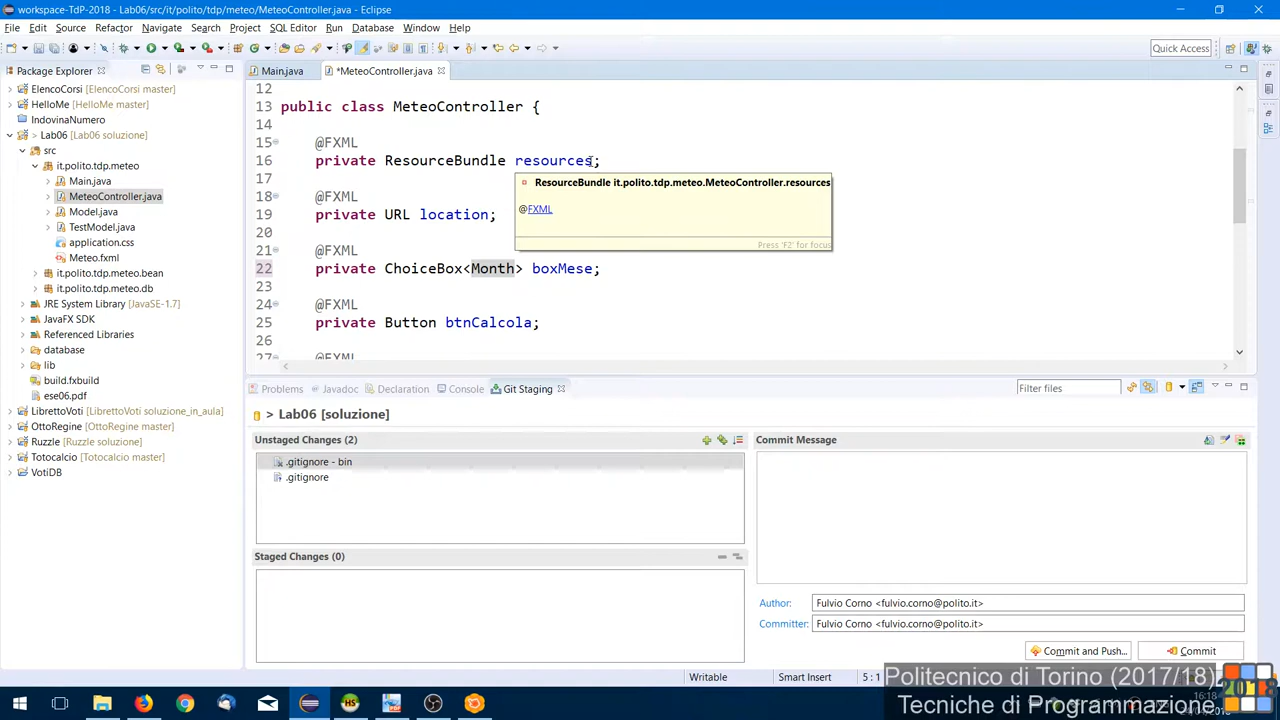 workspace-TdP-2018 - Lab06/src/it/polito/tdp/meteo/MeteoController.java - Eclipse
File Edit Source Refactor Navigate Search Project SQL Editor Run Database Window Help
Quick Access
Package Explorer
Main.java
*MeteoController.java
ElencoCorsi [ElencoCorsi master]
HelloMe [HelloMe master]
IndovinaNumero
> Lab06 [Lab06 soluzione]
src
it.polito.tdp.meteo
Main.java
MeteoController.java
Model.java
TestModel.java
application.css
Meteo.fxml
it.polito.tdp.meteo.bean
it.polito.tdp.meteo.db
JRE System Library [JavaSE-1.7]
JavaFX SDK
Referenced Libraries
database
lib
build.fxbuild
ese06.pdf
LibrettoVoti [LibrettoVoti soluzione_in_aula]
OttoRegine [OttoRegine master]
Ruzzle [Ruzzle soluzione]
Totocalcio [Totocalcio master]
VotiDB
12
13 public class MeteoController {
14
15 @FXML
16 private ResourceBundle resources;
17
18 @FXML
19 private URL location;
20
21 @FXML
22 private ChoiceBox<Month> boxMese;
23
24 @FXML
25 private Button btnCalcola;
26
27 @FXML
ResourceBundle it.polito.tdp.meteo.MeteoController.resources
@FXML
Press 'F2' for focus
Problems Javadoc Declaration Console Git Staging
Filter files
> Lab06 [soluzione]
Unstaged Changes (2)
.gitignore - bin
.gitignore
Staged Changes (0)
Commit Message
Author: Fulvio Corno <fulvio.corno@polito.it>
Committer: Fulvio Corno <fulvio.corno@polito.it>
Commit and Push...
Commit
Writable
Smart Insert
5 : 1
Politecnico di Torino (2017/18)
Tecniche di Programmazione
16:18
2018